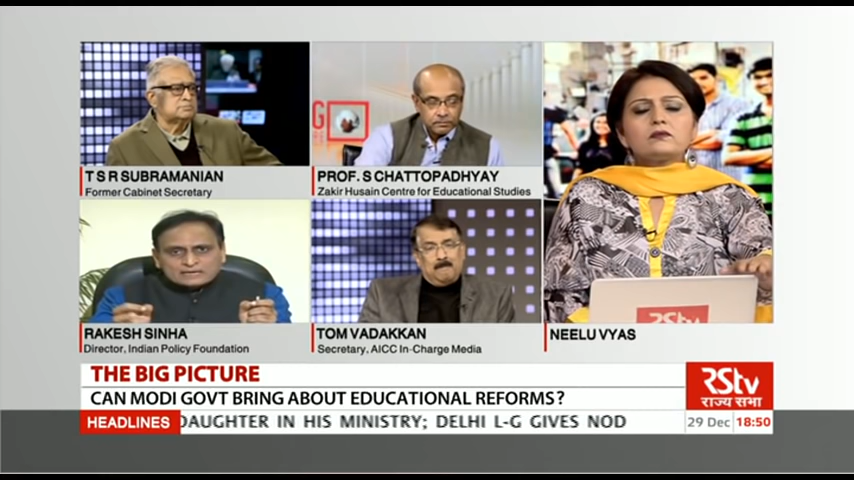 T S R SUBRAMANIAN
Former Cabinet Secretary
PROF. S CHATTOPADHYAY
Zakir Husain Centre for Educational Studies
RAKESH SINHA
Director, Indian Policy Foundation
TOM VADAKKAN
Secretary, AICC In-Charge Media
NEELU VYAS
RSTV
THE BIG PICTURE
CAN MODI GOVT BRING ABOUT EDUCATIONAL REFORMS?
RStv
राज्य सभा
HEADLINES
DAUGHTER IN HIS MINISTRY; DELHI L-G GIVES NOD
29 Dec 18:50